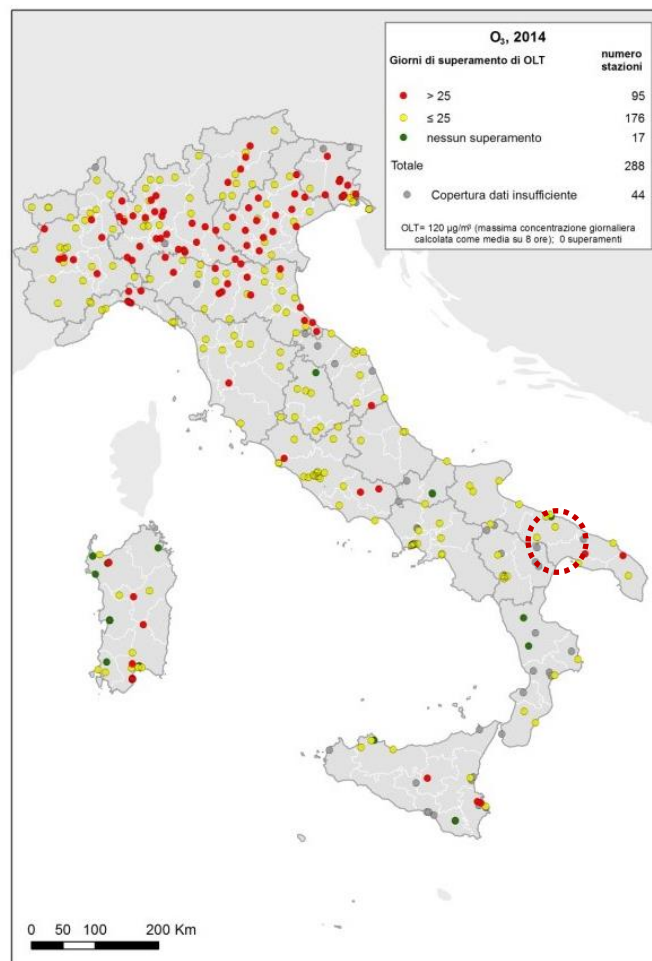 O₃, 2014
Giorni di superamento di OLT numero stazioni
> 25 95
≤ 25 176
nessun superamento 17
Totale 288
Copertura dati insufficiente 44
OLT= 120 µg/m³ (massima concentrazione giornaliera
calcolata come media su 8 ore); 0 superamenti
0 50 100 200 Km